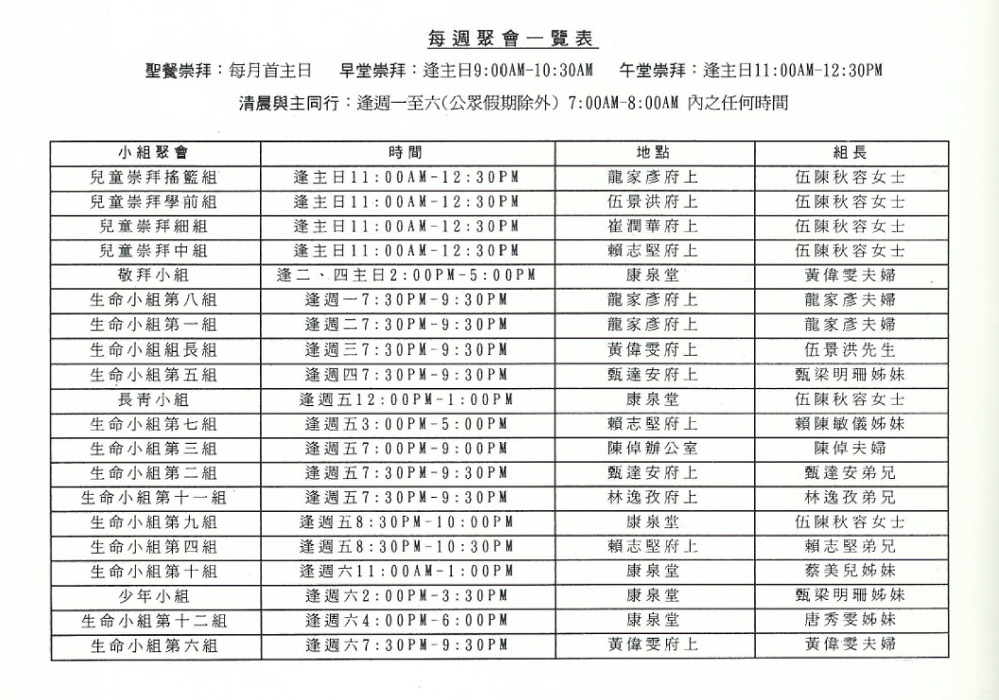 每週聚會一覽表
聖餐崇拜：每月首主日 早堂崇拜：逢主日9:00AM-10:30AM 午堂崇拜：逢主日11:00AM-12:30PM
清晨與主同行：逢週一至六(公眾假期除外) 7:00AM-8:00AM 內之任何時間
小組聚會 時間 地點 組長
兒童崇拜搖籃組 逢主日11:00AM-12:30PM 龍家彥府上 伍陳秋容女士
兒童崇拜學前組 逢主日11:00AM-12:30PM 伍景洪府上 伍陳秋容女士
兒童崇拜細組 逢主日11:00AM-12:30PM 崔潤華府上 伍陳秋容女士
兒童崇拜中組 逢主日11:00AM-12:30PM 賴志堅府上 伍陳秋容女士
敬拜小組 逢二、四主日2:00PM-5:00PM 康泉堂 黃偉雯夫婦
生命小組第八組 逢週一7:30PM-9:30PM 龍家彥府上 龍家彥夫婦
生命小組第一組 逢週二7:30PM-9:30PM 龍家彥府上 龍家彥夫婦
生命小組組長組 逢週三7:30PM-9:30PM 黃偉雯府上 伍景洪先生
生命小組第五組 逢週四7:30PM-9:30PM 甄達安府上 甄梁明珊姊妹
長青小組 逢週五12:00PM-1:00PM 康泉堂 伍陳秋容女士
生命小組第七組 逢週五3:00PM-5:00PM 賴志堅府上 賴陳敏儀姊妹
生命小組第三組 逢週五7:00PM-9:00PM 陳倬辦公室 陳倬夫婦
生命小組第二組 逢週五7:30PM-9:30PM 甄達安府上 甄達安弟兄
生命小組第十一組 逢週五7:30PM-9:30PM 林逸孜府上 林逸孜弟兄
生命小組第九組 逢週五8:30PM-10:00PM 康泉堂 伍陳秋容女士
生命小組第四組 逢週五8:30PM-10:30PM 賴志堅府上 賴志堅弟兄
生命小組第十組 逢週六11:00AM-1:00PM 康泉堂 蔡美兒姊妹
少年小組 逢週六2:00PM-3:30PM 康泉堂 甄梁明珊姊妹
生命小組第十二組 逢週六4:00PM-6:00PM 康泉堂 唐秀雯姊妹
生命小組第六組 逢週六7:30PM-9:30PM 黃偉雯府上 黃偉雯夫婦